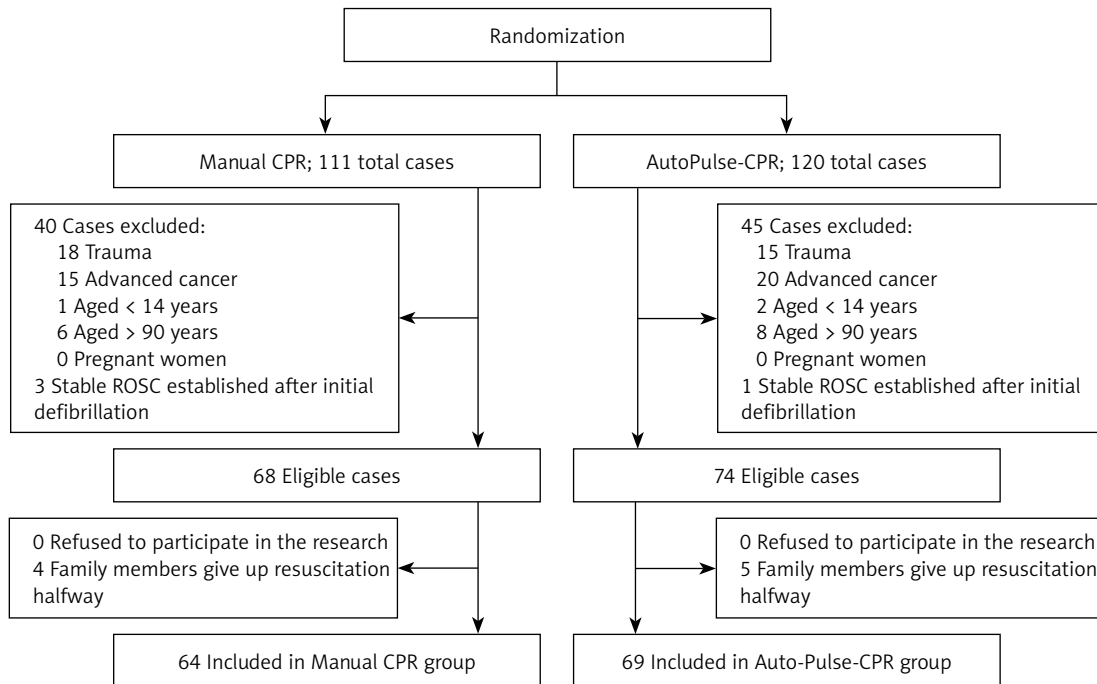 Randomization
Manual CPR; 111 total cases
AutoPulse-CPR; 120 total cases
40 Cases excluded:
18 Trauma
15 Advanced cancer
1 Aged < 14 years
6 Aged > 90 years
0 Pregnant women
3 Stable ROSC established after initial
defibrillation
45 Cases excluded:
15 Trauma
20 Advanced cancer
2 Aged < 14 years
8 Aged > 90 years
0 Pregnant women
1 Stable ROSC established after initial
defibrillation
68 Eligible cases
74 Eligible cases
0 Refused to participate in the research
4 Family members give up resuscitation
halfway
0 Refused to participate in the research
5 Family members give up resuscitation
halfway
64 Included in Manual CPR group
69 Included in Auto-Pulse-CPR group